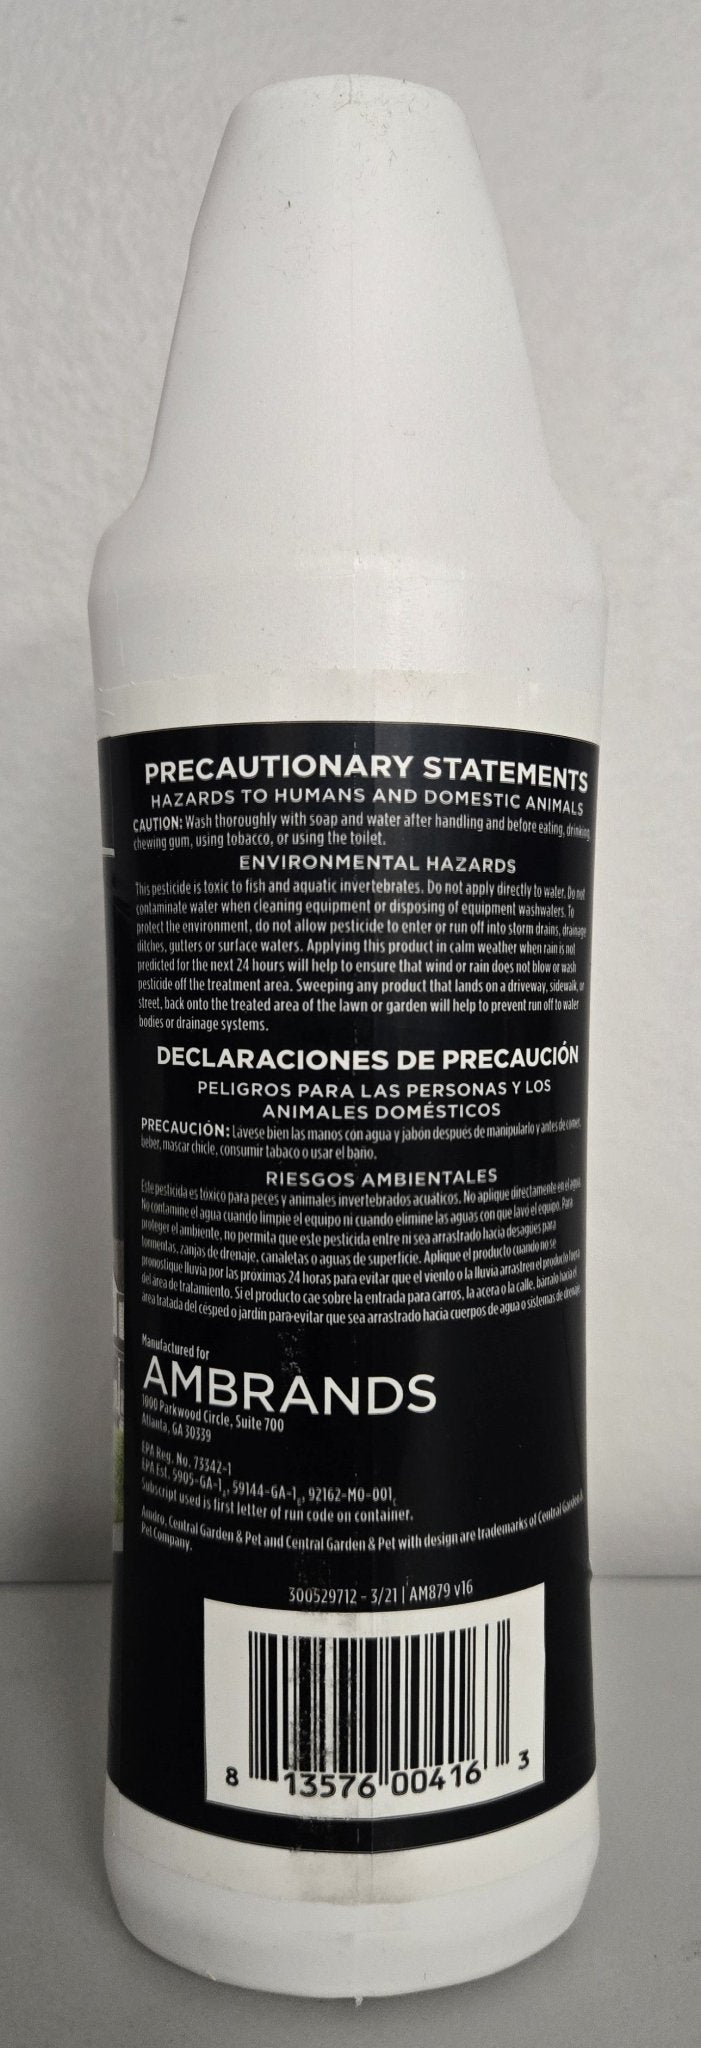 PRECAUTIONARY STATEMENTS
HAZARDS TO HUMANS AND DOMESTIC ANIMALS
CAUTION: Wash thoroughly with soap and water after handling and before eating, drinking,
chewing gum, using tobacco, or using the toilet.
ENVIRONMENTAL HAZARDS
This pesticide is toxic to fish and aquatic invertebrates. Do not apply directly to water. Do not
contaminate water when cleaning equipment or disposing of equipment washwaters. To
protect the environment, do not allow pesticide to enter or run off into storm drains, drainage
ditches, gutters or surface waters. Applying this product in calm weather when rain is not
predicted for the next 24 hours will help to ensure that wind or rain does not blow or wash
pesticide off the treatment area. Sweeping any product that lands on a driveway, sidewalk, or
street, back onto the treated area of the lawn or garden will help to prevent run off to water
bodies or drainage systems.
DECLARACIONES DE PRECAUCIÓN
PELIGROS PARA LAS PERSONAS Y LOS
ANIMALES DOMÉSTICOS
PRECAUCIÓN: Lávese bien las manos con agua y jabón después de manipularlo y antes de comer,
beber, mascar chicle, consumir tabaco o usar el baño.
RIESGOS AMBIENTALES
Este pesticida es tóxico para peces y animales invertebrados acuáticos. No aplique directamente en el agua.
No contamine el agua cuando limpie el equipo ni cuando elimine las aguas con que lavó el equipo. Para
proteger el ambiente, no permita que este pesticida entre ni sea arrastrado hacia desagües para
tormentas, zanjas de drenaje, canaletas o aguas de superficie. Aplique el producto cuando no se
pronostique lluvia por las próximas 24 horas para evitar que el viento o la lluvia arrastren el producto fuera
del área de tratamiento. Si el producto cae sobre la entrada para carros, la acera o la calle, bárralo hacia el
área tratada del césped o jardín para evitar que sea arrastrado hacia cuerpos de agua o sistemas de drenaje.
Manufactured for
AMBRANDS
1000 Parkwood Circle, Suite 700
Atlanta, GA 30339
EPA Reg. No. 73342-1
EPA Est. 5905-GA-1, 59144-GA-1, 92162-MO-001
Subscript used is first letter of run code on container.
Amdro, Central Garden & Pet and Central Garden & Pet with design are trademarks of Central Garden &
Pet Company.
300529712 - 3/21 | AM879 v16
8 13576 00416 3